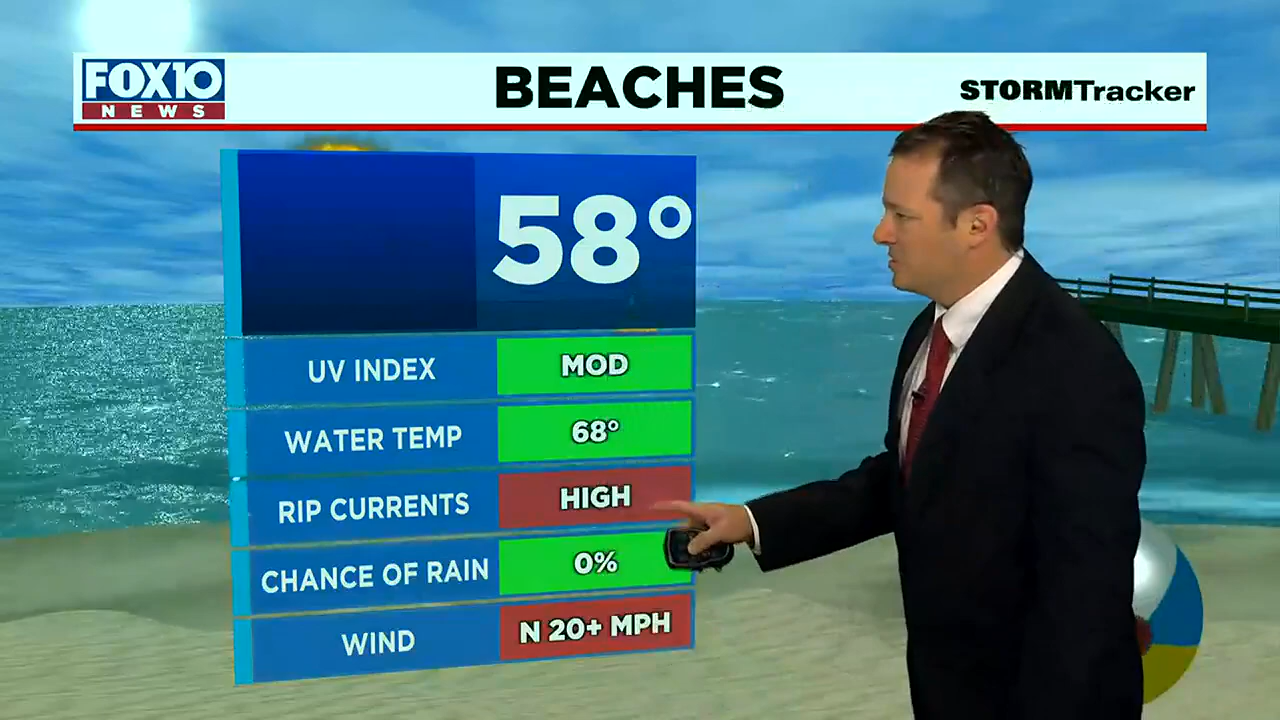 FOX10
NEWS
BEACHES
STORMTracker
58°
UV INDEX
MOD
WATER TEMP
68°
RIP CURRENTS
HIGH
CHANCE OF RAIN
0%
WIND
N 20+ MPH